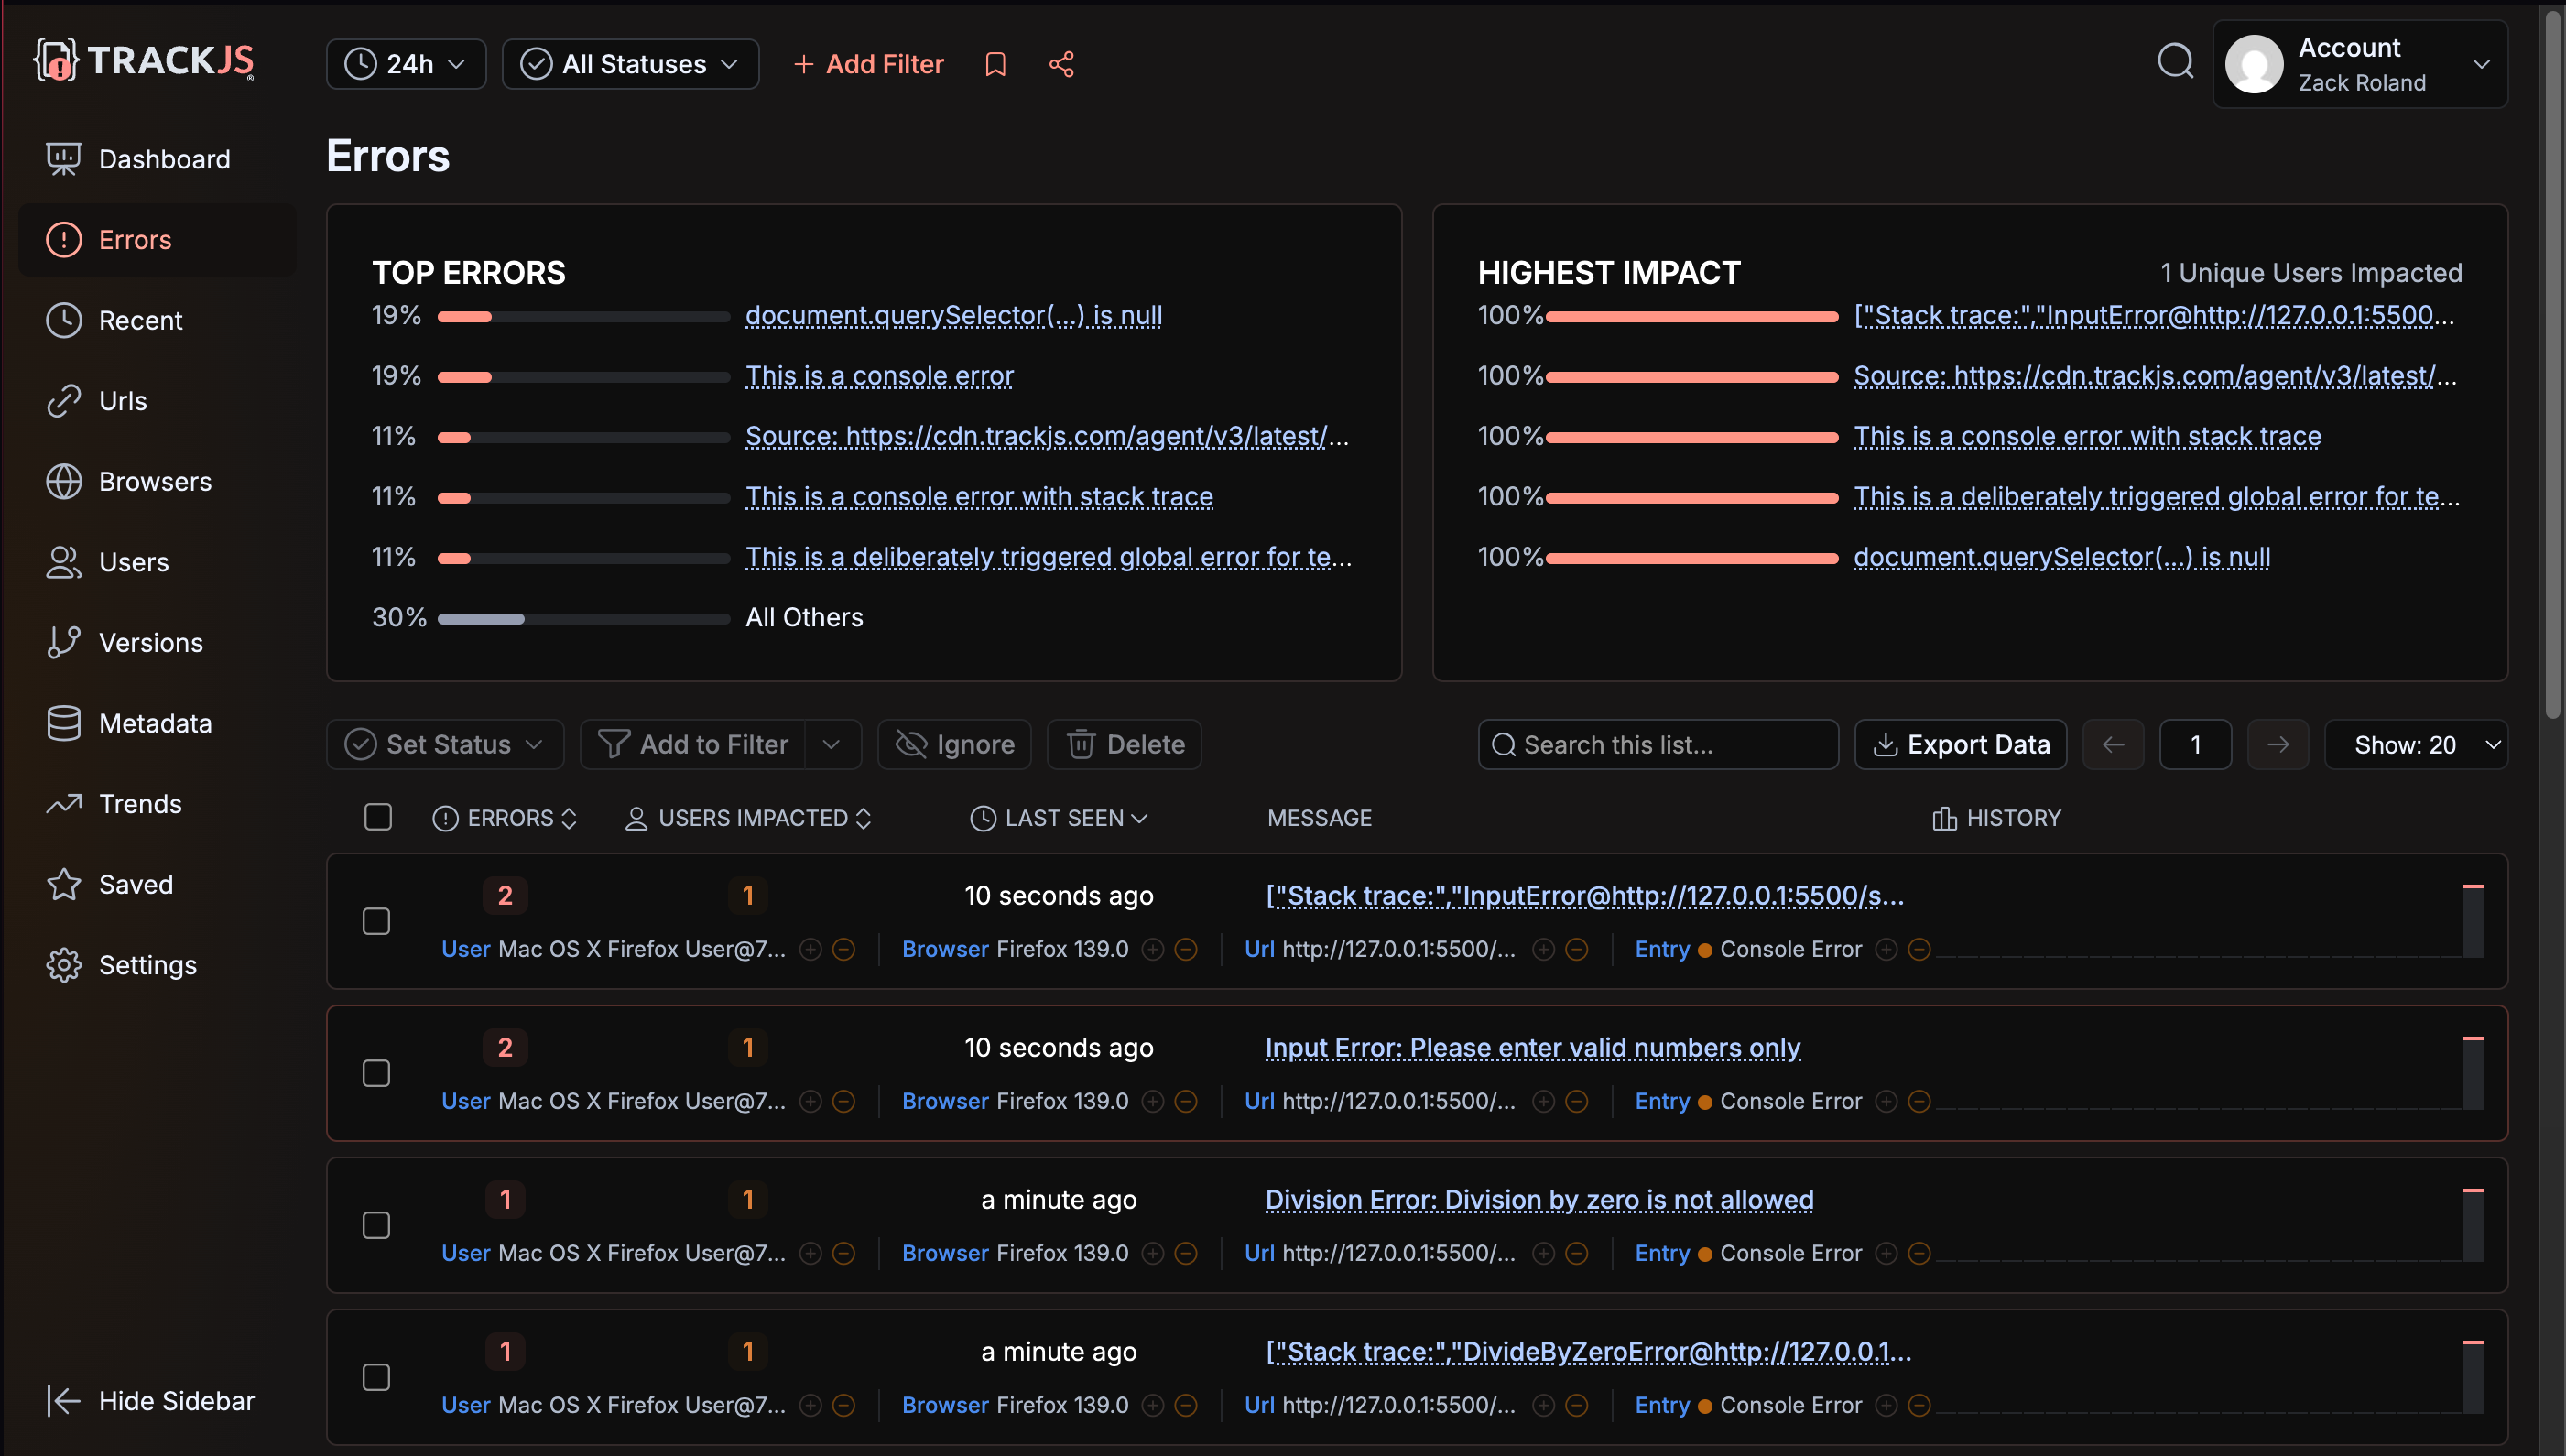 TRACKJS
24h
All Statuses
+ Add Filter
Account
Zack Roland
Dashboard
Errors
Recent
Urls
Browsers
Users
Versions
Metadata
Trends
Saved
Settings
Hide Sidebar
Errors
TOP ERRORS
19% document.querySelector(...) is null
19% This is a console error
11% Source: https://cdn.trackjs.com/agent/v3/latest/...
11% This is a console error with stack trace
11% This is a deliberately triggered global error for te...
30% All Others
HIGHEST IMPACT 1 Unique Users Impacted
100% ["Stack trace:","InputError@http://127.0.0.1:5500...
100% Source: https://cdn.trackjs.com/agent/v3/latest/...
100% This is a console error with stack trace
100% This is a deliberately triggered global error for te...
100% document.querySelector(...) is null
Set Status Add to Filter Ignore Delete Search this list... Export Data 1 Show: 20
ERRORS USERS IMPACTED LAST SEEN MESSAGE HISTORY
2 1 10 seconds ago ["Stack trace:","InputError@http://127.0.0.1:5500/s...
User Mac OS X Firefox User@7... Browser Firefox 139.0 Url http://127.0.0.1:5500/... Entry Console Error
2 1 10 seconds ago Input Error: Please enter valid numbers only
User Mac OS X Firefox User@7... Browser Firefox 139.0 Url http://127.0.0.1:5500/... Entry Console Error
1 1 a minute ago Division Error: Division by zero is not allowed
User Mac OS X Firefox User@7... Browser Firefox 139.0 Url http://127.0.0.1:5500/... Entry Console Error
1 1 a minute ago ["Stack trace:","DivideByZeroError@http://127.0.0.1...
User Mac OS X Firefox User@7... Browser Firefox 139.0 Url http://127.0.0.1:5500/... Entry Console Error